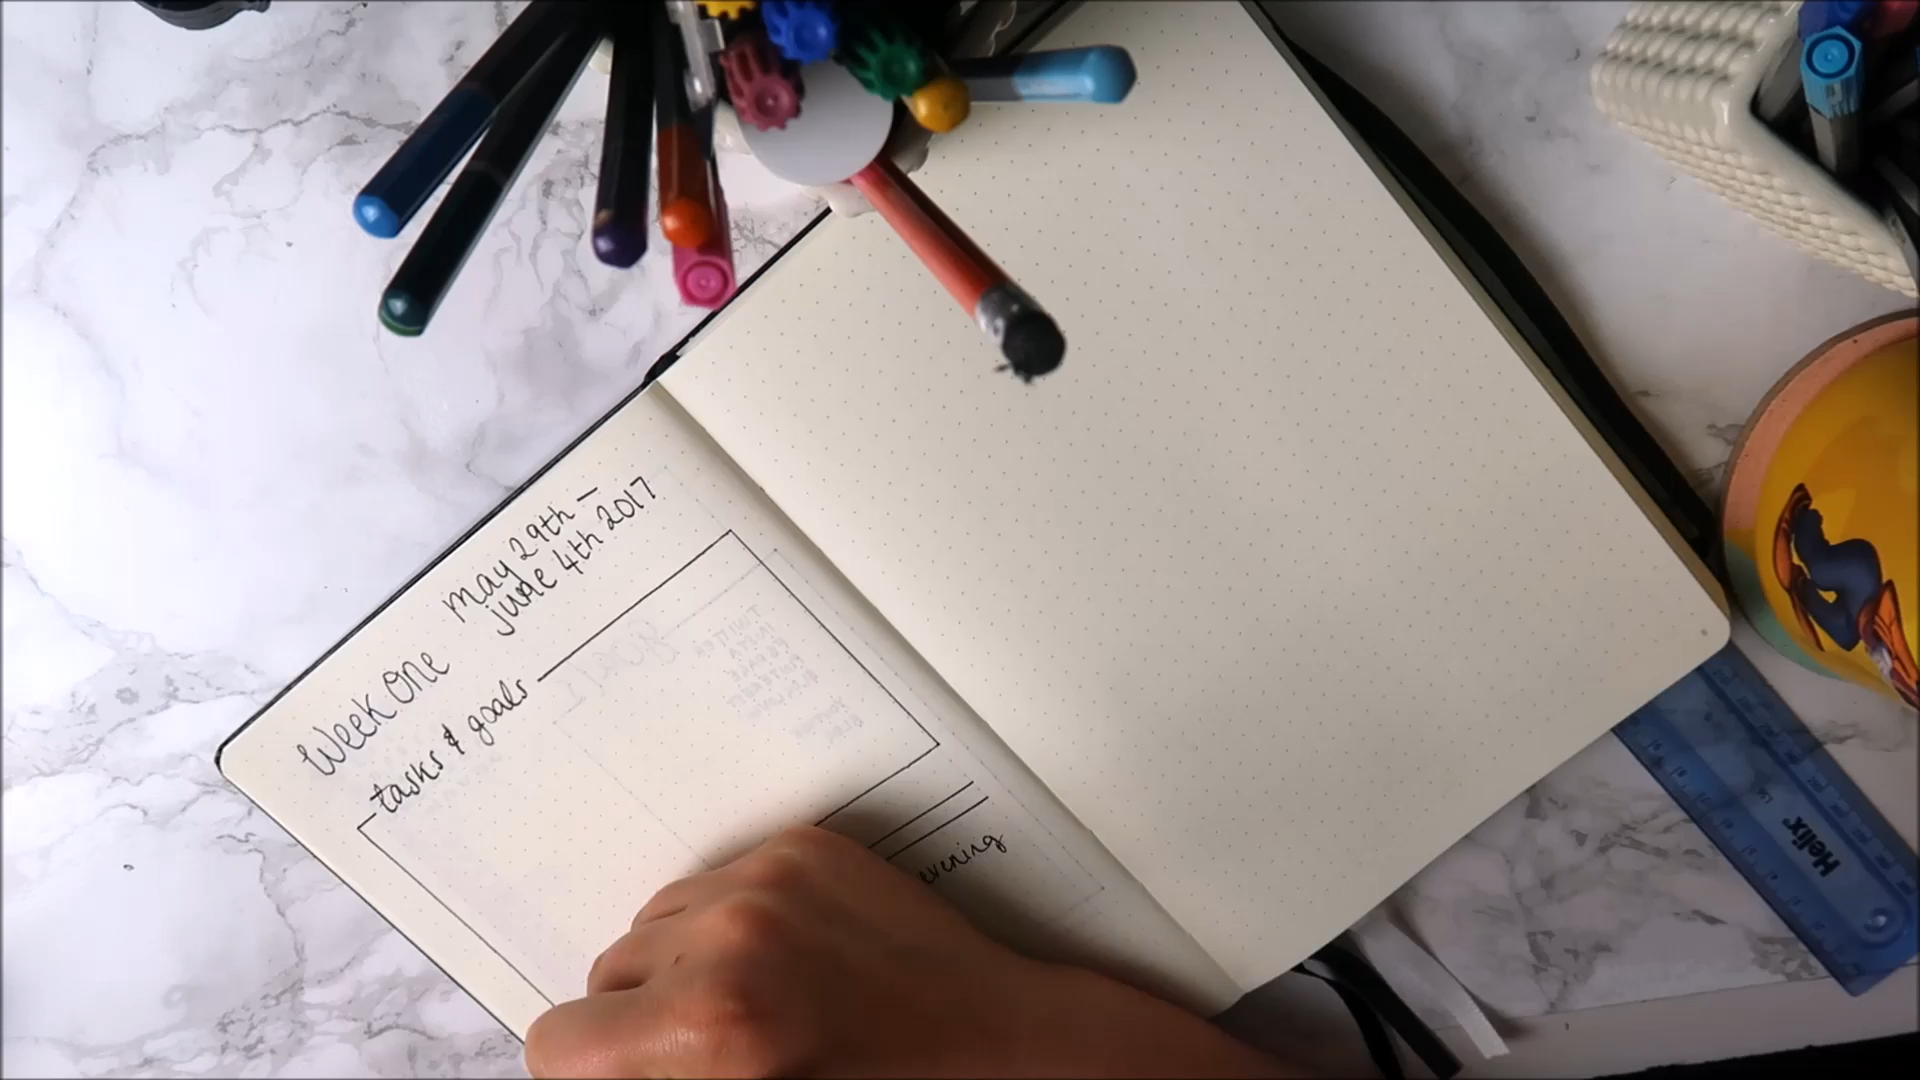 Week One
may 29th –
june 4th 2017
tasks & goals
evening
Helix